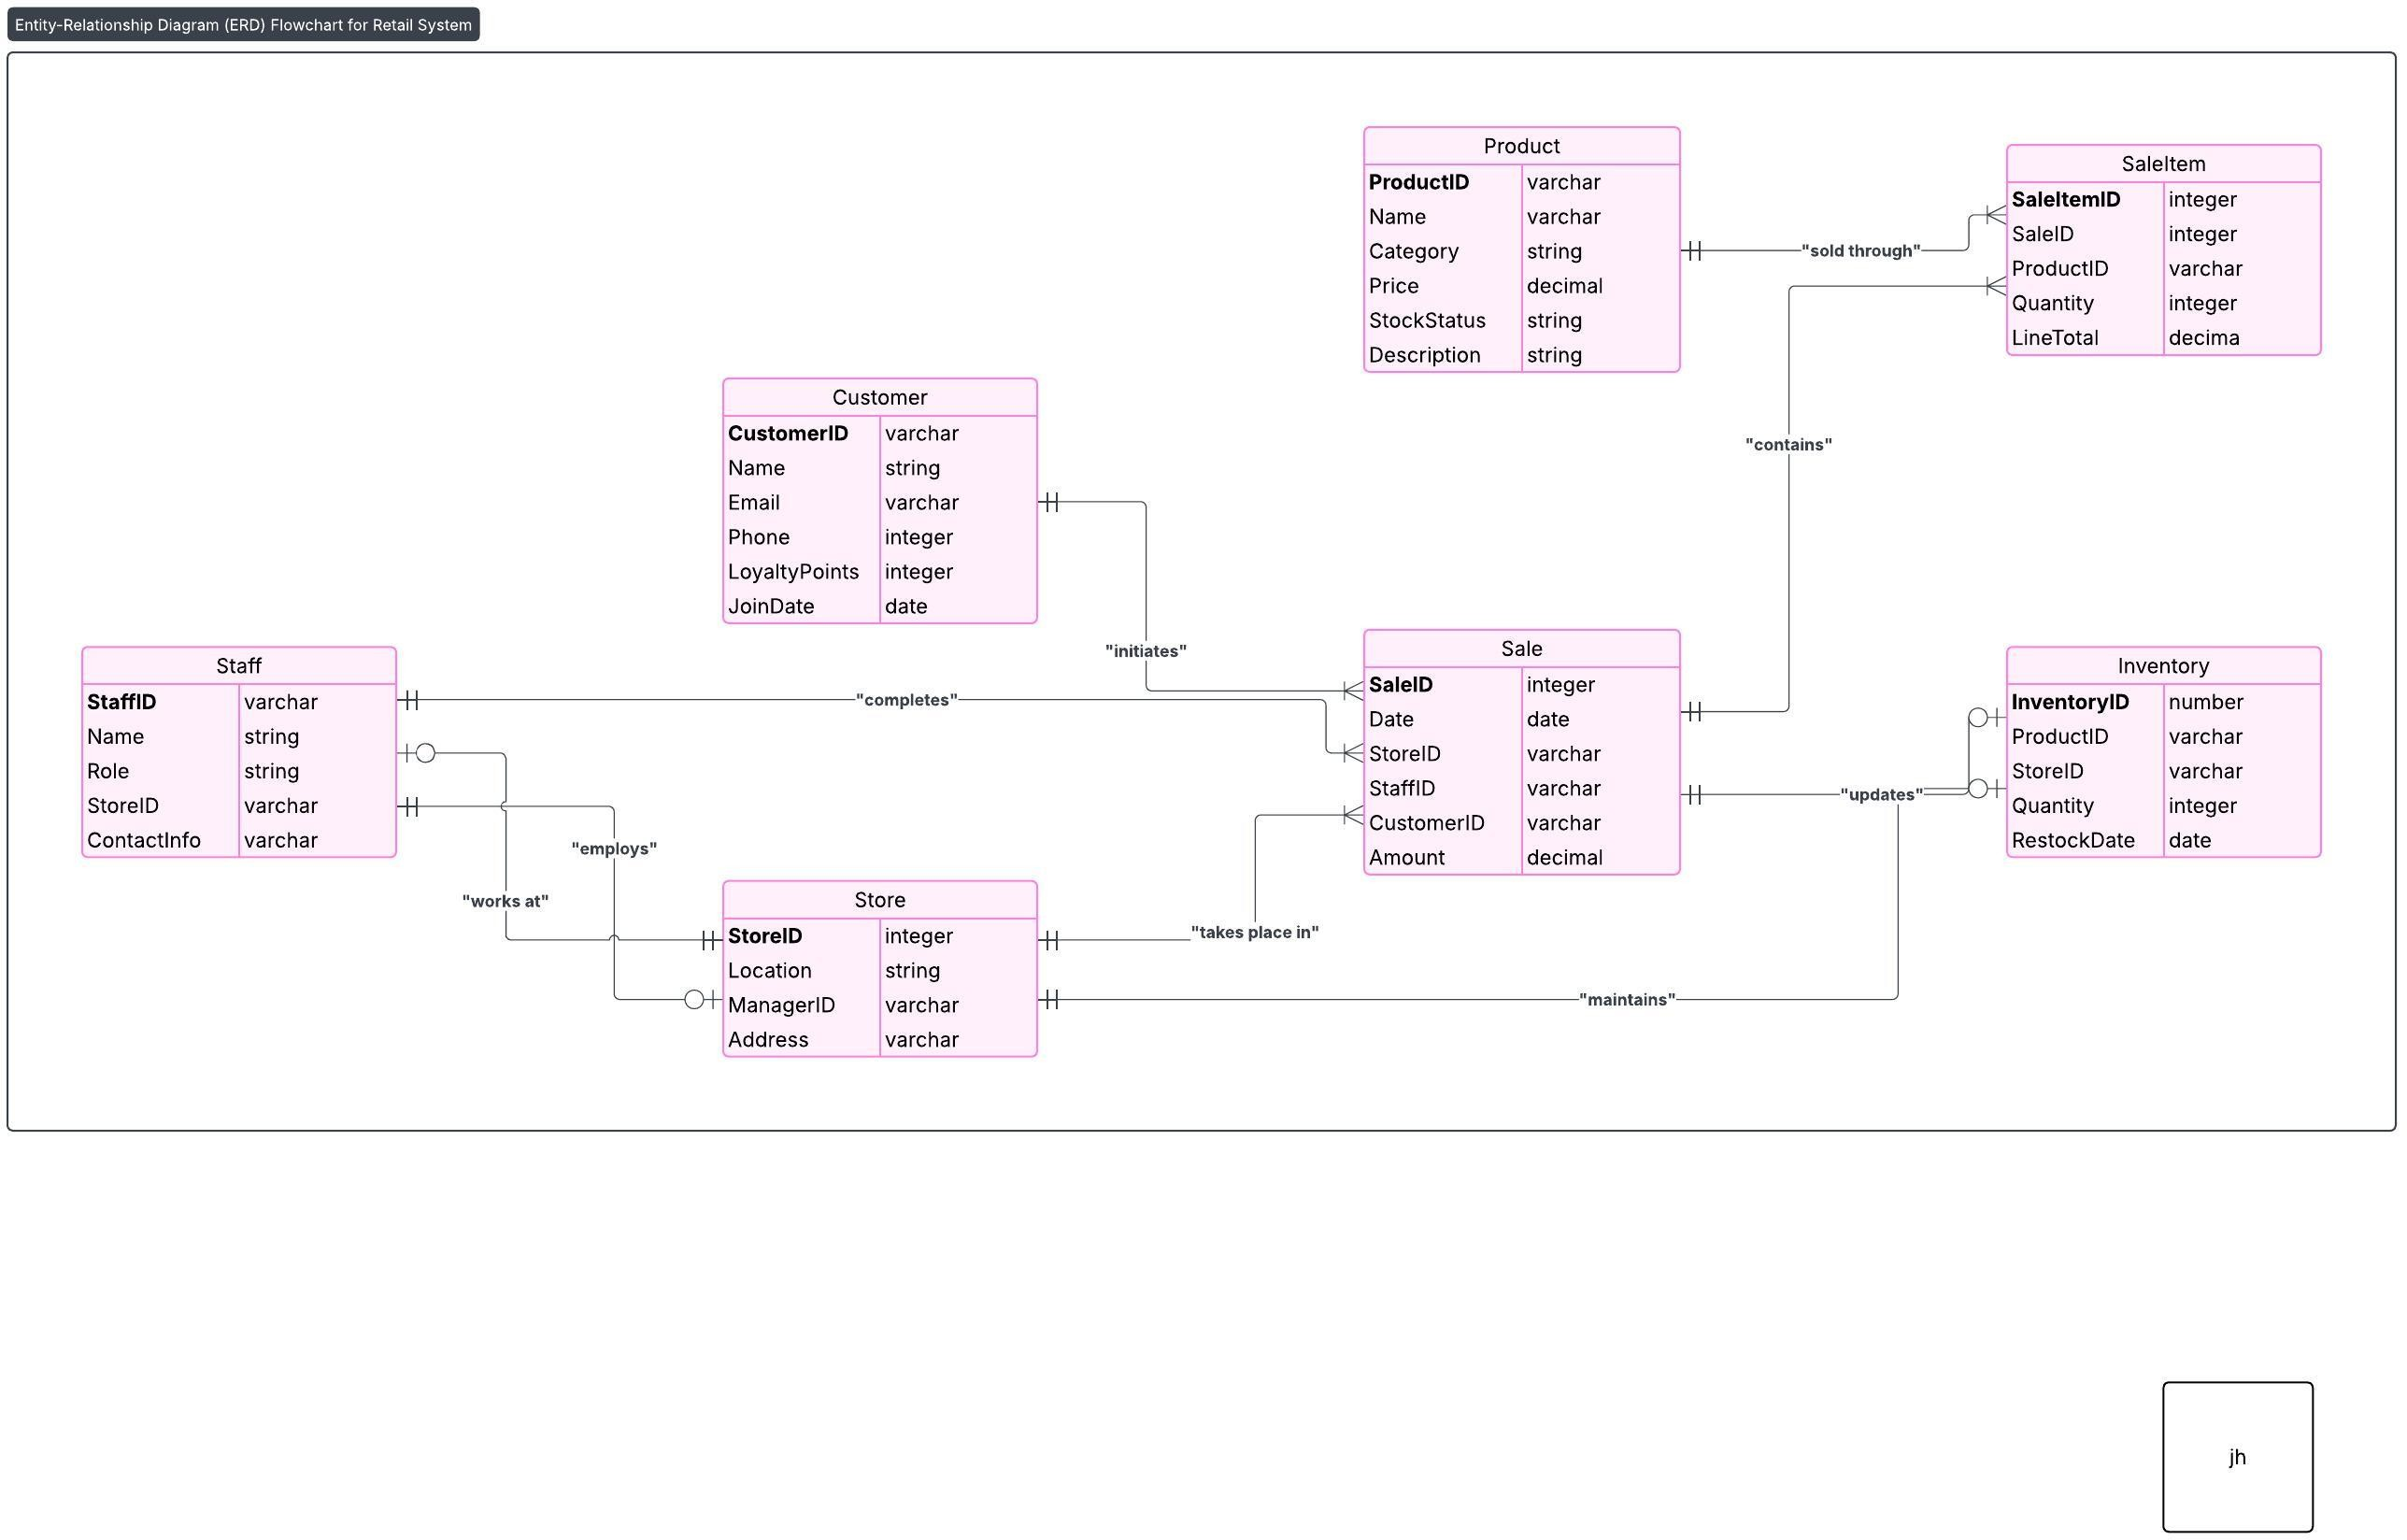 Entity-Relationship Diagram (ERD) Flowchart for Retail System
Product
ProductID varchar
Name varchar
Category string
Price decimal
StockStatus string
Description string
SaleItem
SaleItemID integer
SaleID integer
ProductID varchar
Quantity integer
LineTotal decima
"sold through"
"contains"
Customer
CustomerID varchar
Name string
Email varchar
Phone integer
LoyaltyPoints integer
JoinDate date
"initiates"
Staff
StaffID varchar
Name string
Role string
StoreID varchar
ContactInfo varchar
"completes"
"employs"
"works at"
Sale
SaleID integer
Date date
StoreID varchar
StaffID varchar
CustomerID varchar
Amount decimal
Inventory
InventoryID number
ProductID varchar
StoreID varchar
Quantity integer
RestockDate date
"updates"
Store
StoreID integer
Location string
ManagerID varchar
Address varchar
"takes place in"
"maintains"
jh